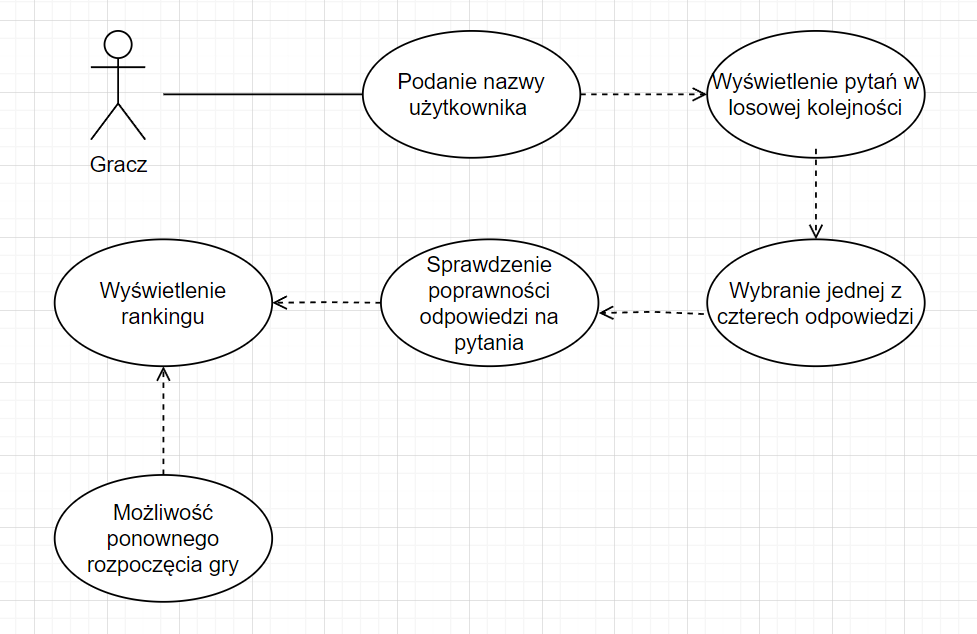 Gracz
Podanie nazwy
użytkownika
Wyświetlenie pytań w
losowej kolejności
Wybranie jednej z
czterech odpowiedzi
Sprawdzenie
poprawności
odpowiedzi na
pytania
Wyświetlenie
rankingu
Możliwość
ponownego
rozpoczęcia gry